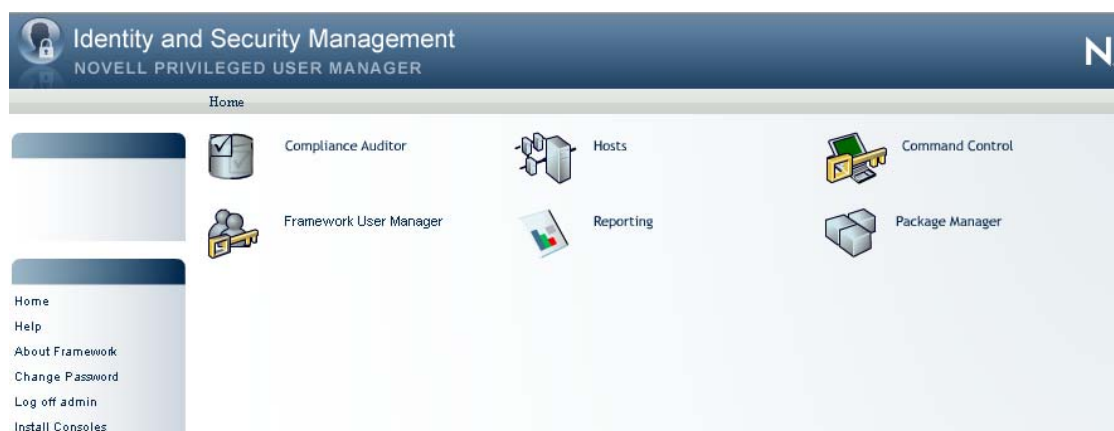 Identity and Security Management
NOVELL PRIVILEGED USER MANAGER
N
Home
Compliance Auditor
Hosts
Command Control
Framework User Manager
Reporting
Package Manager
Home
Help
About Framework
Change Password
Log off admin
Install Consoles